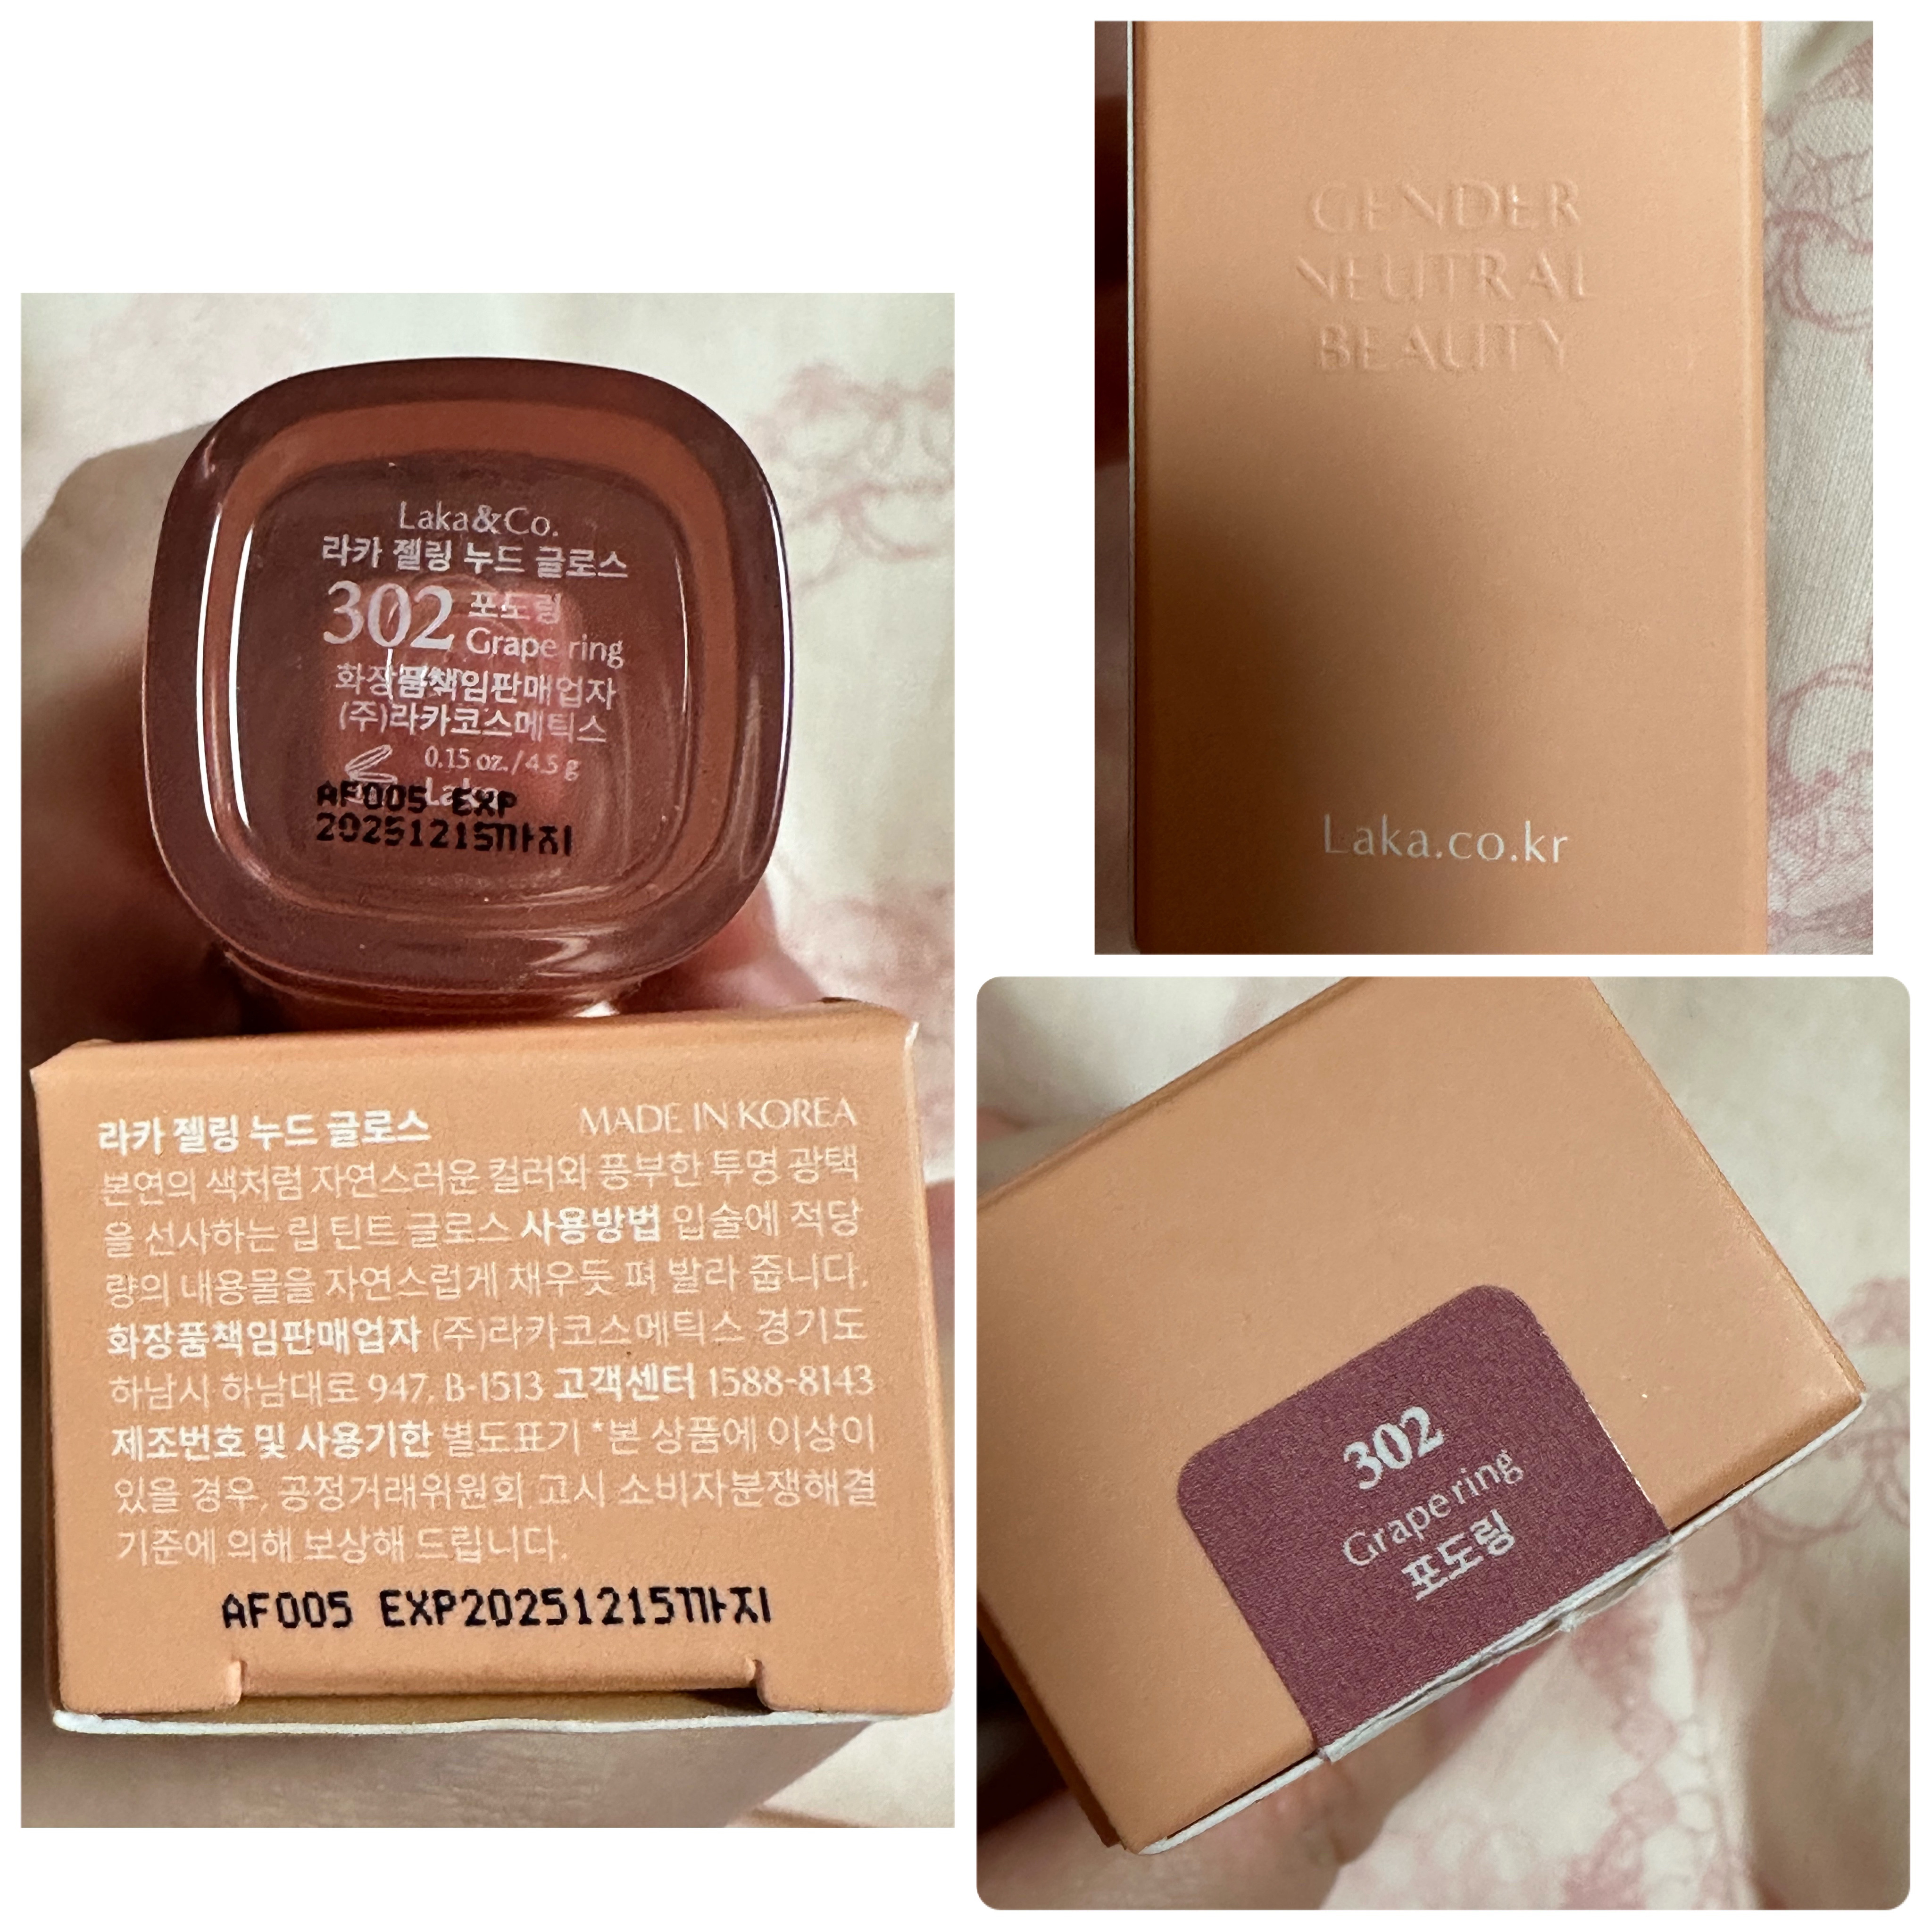 Laka&Co.
라카 젤링 누드 글로스
302 포도링
Grape ring
화장품책임판매업자
(주)라카코스메틱스
0.15 oz. / 4.5 g
Laka
AF005 EXP
20251215까지
라카 젤링 누드 글로스 MADE IN KOREA
본연의 색처럼 자연스러운 컬러와 풍부한 투명 광택
을 선사하는 립 틴트 글로스 사용방법 입술에 적당
량의 내용물을 자연스럽게 채우듯 펴 발라 줍니다.
화장품책임판매업자 (주)라카코스메틱스 경기도
하남시 하남대로 947, B-1513 고객센터 1588-8143
제조번호 및 사용기한 별도표기 *본 상품에 이상이
있을 경우, 공정거래위원회 고시 소비자분쟁해결
기준에 의해 보상해 드립니다.
AF005 EXP20251215까지
GENDER
NEUTRAL
BEAUTY
Laka.co.kr
302
Grape ring
포도링